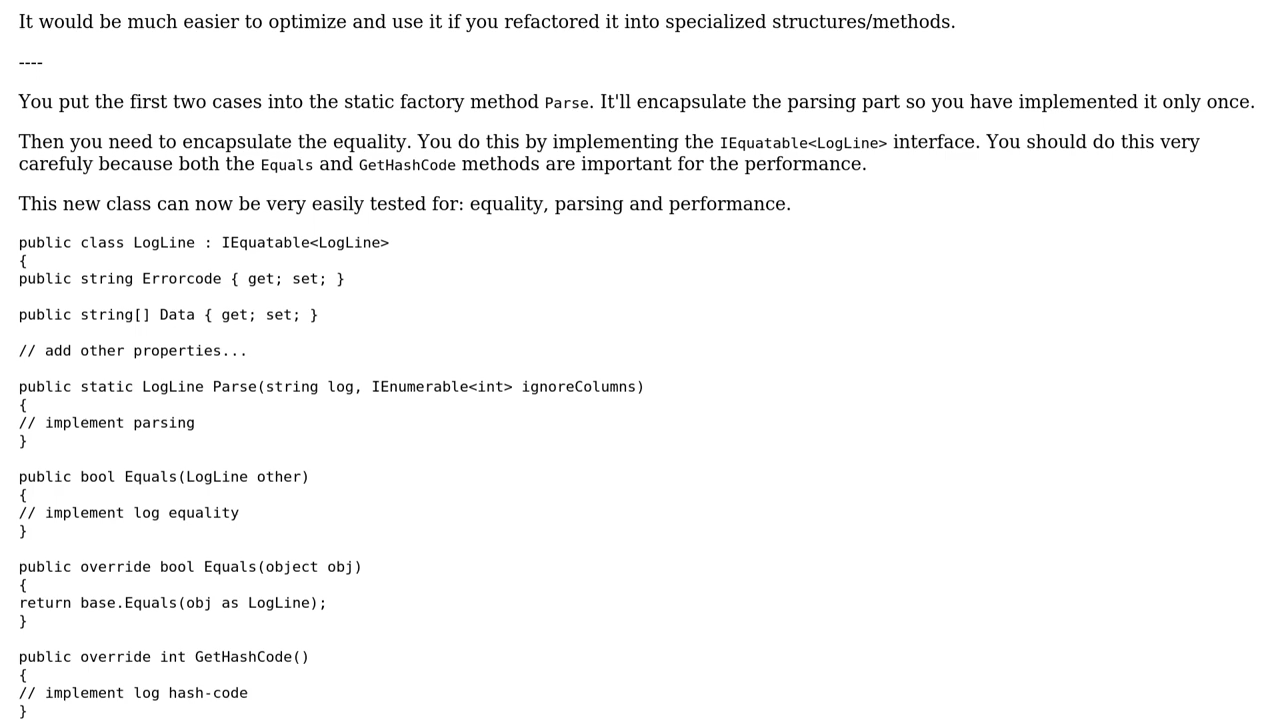 It would be much easier to optimize and use it if you refactored it into specialized structures/methods.
----
You put the first two cases into the static factory method Parse. It'll encapsulate the parsing part so you have implemented it only once.
Then you need to encapsulate the equality. You do this by implementing the IEquatable<LogLine> interface. You should do this very
carefuly because both the Equals and GetHashCode methods are important for the performance.
This new class can now be very easily tested for: equality, parsing and performance.
public class LogLine : IEquatable<LogLine>
{
public string Errorcode { get; set; }
public string[] Data { get; set; }
// add other properties...
public static LogLine Parse(string log, IEnumerable<int> ignoreColumns)
{
// implement parsing
}
public bool Equals(LogLine other)
{
// implement log equality
}
public override bool Equals(object obj)
{
return base.Equals(obj as LogLine);
}
public override int GetHashCode()
{
// implement log hash-code
}